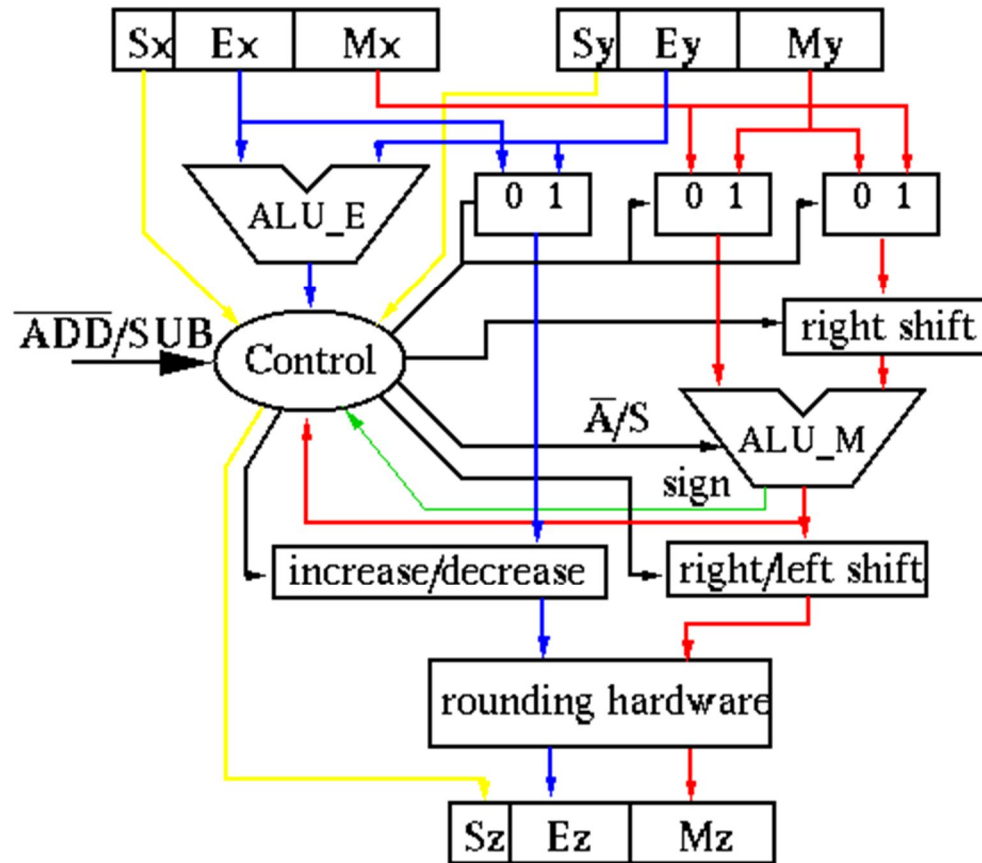 Sx Ex Mx Sy Ey My
ALU_E 0 1 0 1 0 1
A̅D̅D̅/SUB
Control
right shift
A̅/S
ALU_M
sign
increase/decrease
right/left shift
rounding hardware
Sz Ez Mz